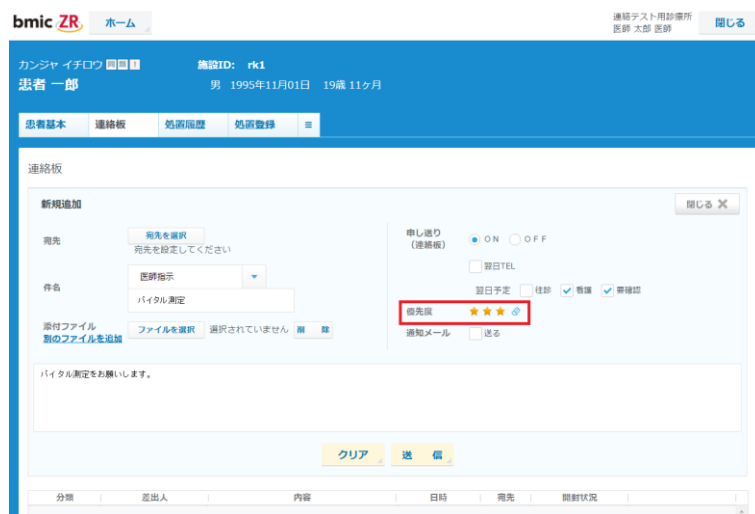 bmic ZR ホーム
連絡テスト用診療所
医師 太郎 医師
閉じる
カンジャ イチロウ
施設ID: rk1
患者 一郎
男 1995年11月01日 19歳 11ヶ月
患者基本 連絡板 処置履歴 処置登録 ≡
連絡板
新規追加
閉じる ✕
宛先
宛先を選択
宛先を設定してください
申し送り
(連絡板)
ON OFF
翌日TEL
件名
医師指示
バイタル測定
翌日予定 往診 看護 要確認
優先度 ★★★
添付ファイル
別のファイルを追加
ファイルを選択 選択されていません 削 除
通知メール 送る
バイタル測定をお願いします。
クリア 送 信
分類 差出人 内容 日時 宛先 開封状況